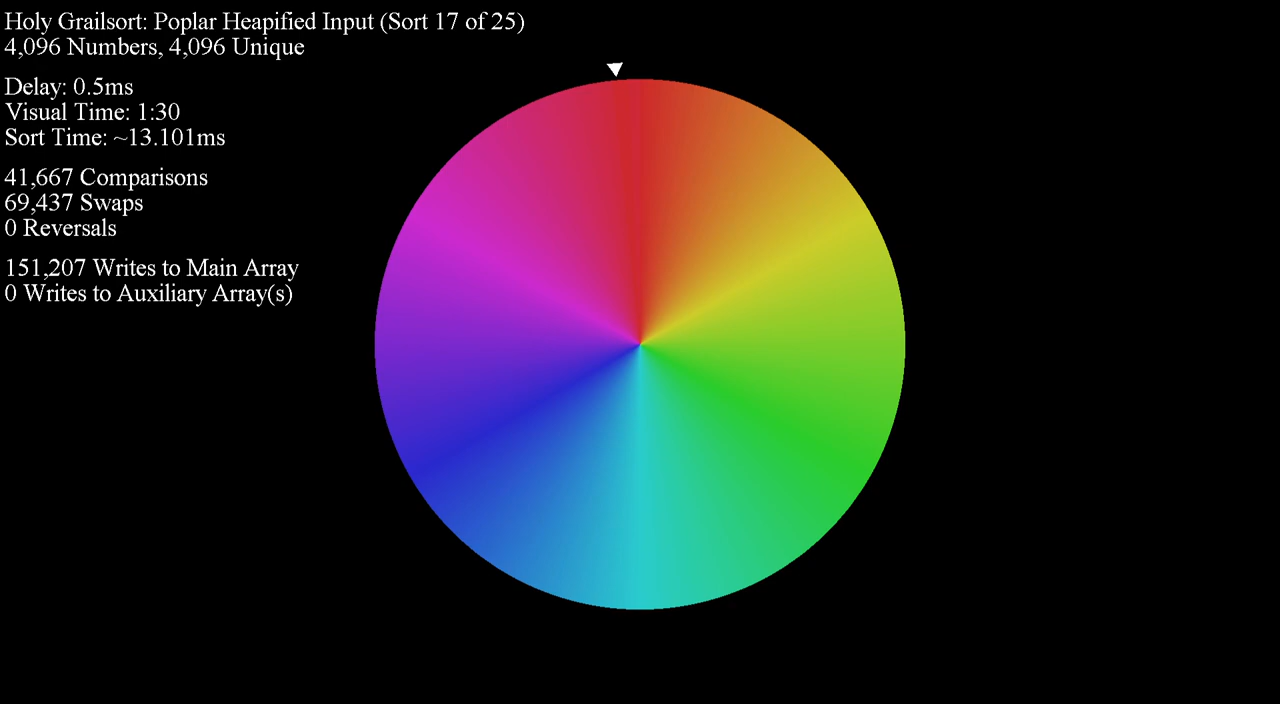 Holy Grailsort: Poplar Heapified Input (Sort 17 of 25)
4,096 Numbers, 4,096 Unique
Delay: 0.5ms
Visual Time: 1:30
Sort Time: ~13.101ms
41,667 Comparisons
69,437 Swaps
0 Reversals
151,207 Writes to Main Array
0 Writes to Auxiliary Array(s)